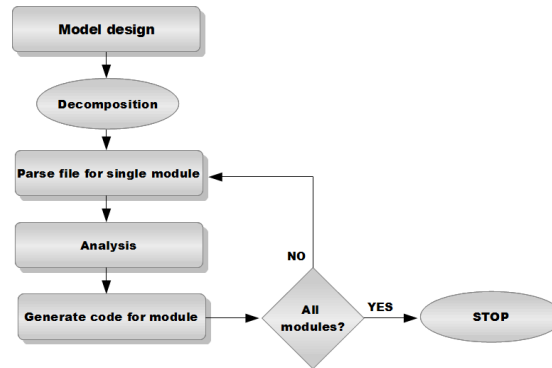 Model design
Decomposition
Parse file for single module
Analysis
NO
Generate code for module
All
modules?
YES
STOP